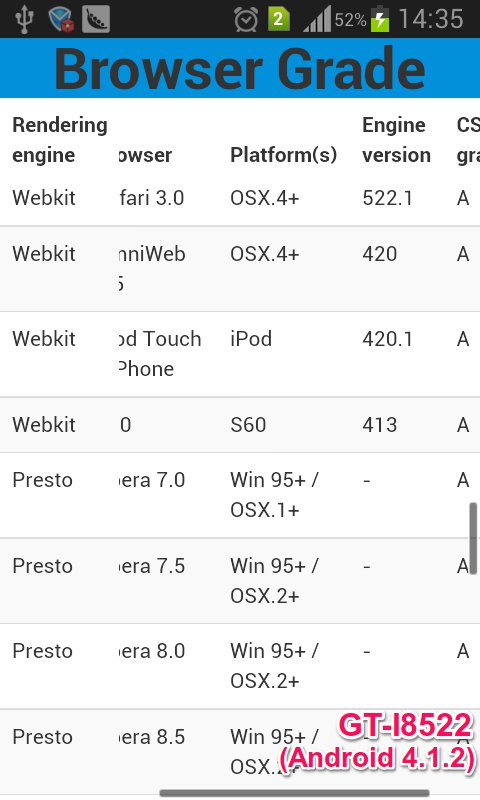 2 52% 14:35
Browser Grade
Rendering Engine CS
engine owser Platform(s) version gra
Webkit fari 3.0 OSX.4+ 522.1 A
Webkit nniWeb OSX.4+ 420 A
5
Webkit od Touch iPod 420.1 A
Phone
Webkit 0 S60 413 A
Presto era 7.0 Win 95+ / - A
OSX.1+
Presto era 7.5 Win 95+ / - A
OSX.2+
Presto era 8.0 Win 95+ / - A
OSX.2+
Presto era 8.5 Win 95+ /
OSX.2+
GT-I8522
(Android 4.1.2)